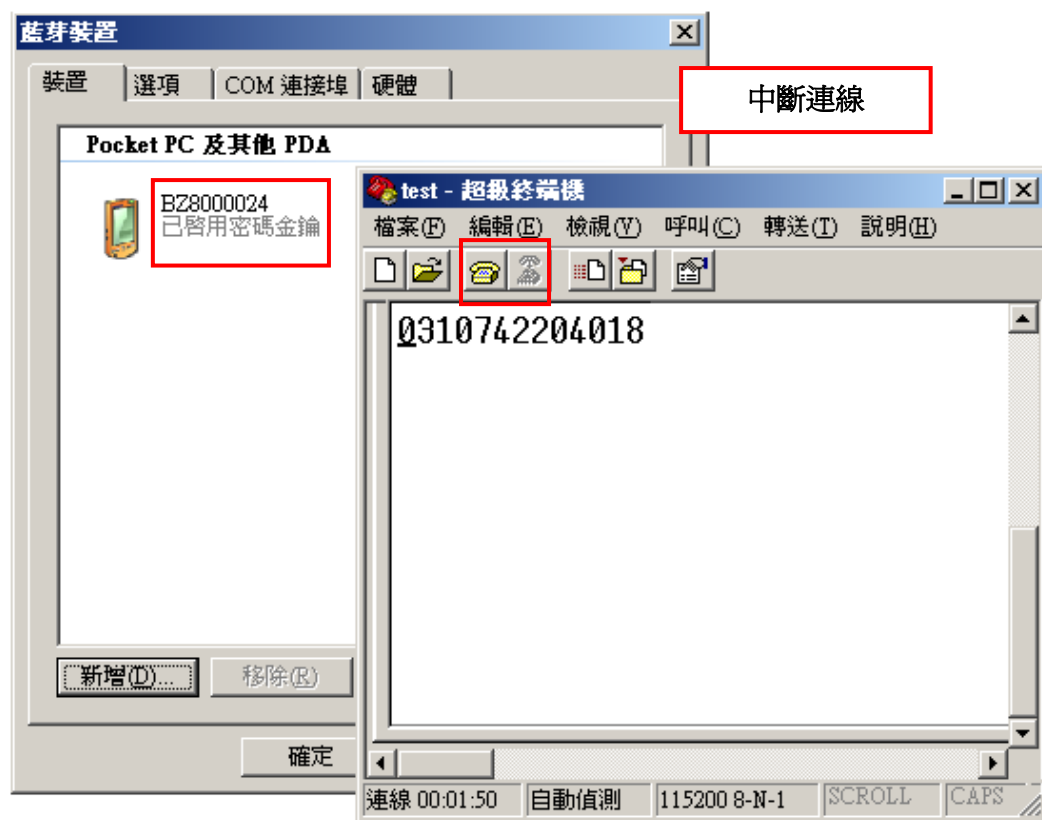 藍芽裝置
裝置 選項 COM 連接埠 硬體
中斷連線
Pocket PC 及其他 PDA
BZ8000024
已啓用密碼金鑰
test - 超級終端機
檔案(F) 編輯(E) 檢視(V) 呼叫(C) 轉送(T) 說明(H)
0310742204018
新增(D)... 移除(R)
確定
連線 00:01:50 自動偵測 115200 8-N-1 SCROLL CAPS